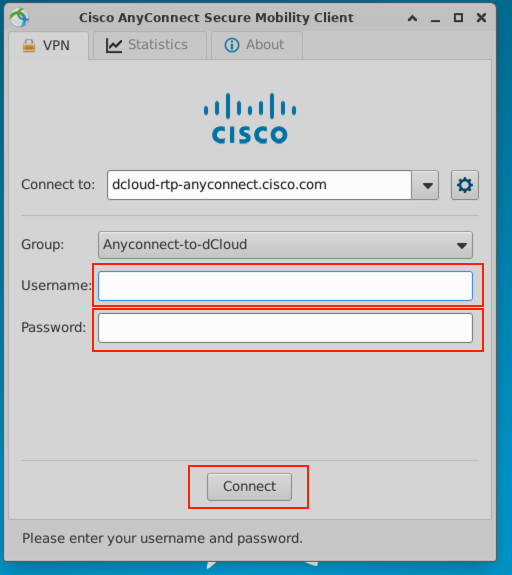 Cisco AnyConnect Secure Mobility Client
VPN Statistics About
CISCO
Connect to: dcloud-rtp-anyconnect.cisco.com
Group: Anyconnect-to-dCloud
Username:
Password:
Connect
Please enter your username and password.